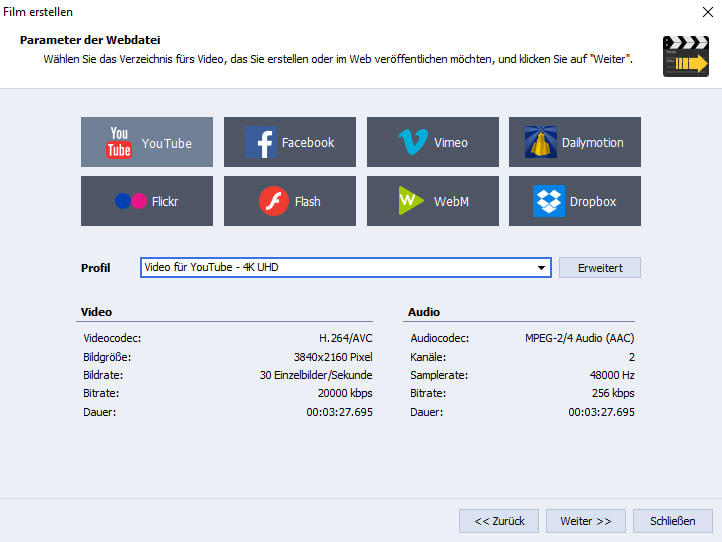 Film erstellen
Parameter der Webdatei
Wählen Sie das Verzeichnis fürs Video, das Sie erstellen oder im Web veröffentlichen möchten, und klicken Sie auf "Weiter".
You Tube YouTube
f Facebook
Vimeo
Dailymotion
Flickr
Flash
WebM
Dropbox
Profil Video für YouTube - 4K UHD Erweitert
Video Audio
Videocodec: H.264/AVC Audiocodec: MPEG-2/4 Audio (AAC)
Bildgröße: 3840x2160 Pixel Kanäle: 2
Bildrate: 30 Einzelbilder/Sekunde Samplerate: 48000 Hz
Bitrate: 20000 kbps Bitrate: 256 kbps
Dauer: 00:03:27.695 Dauer: 00:03:27.695
<< Zurück Weiter >> Schließen